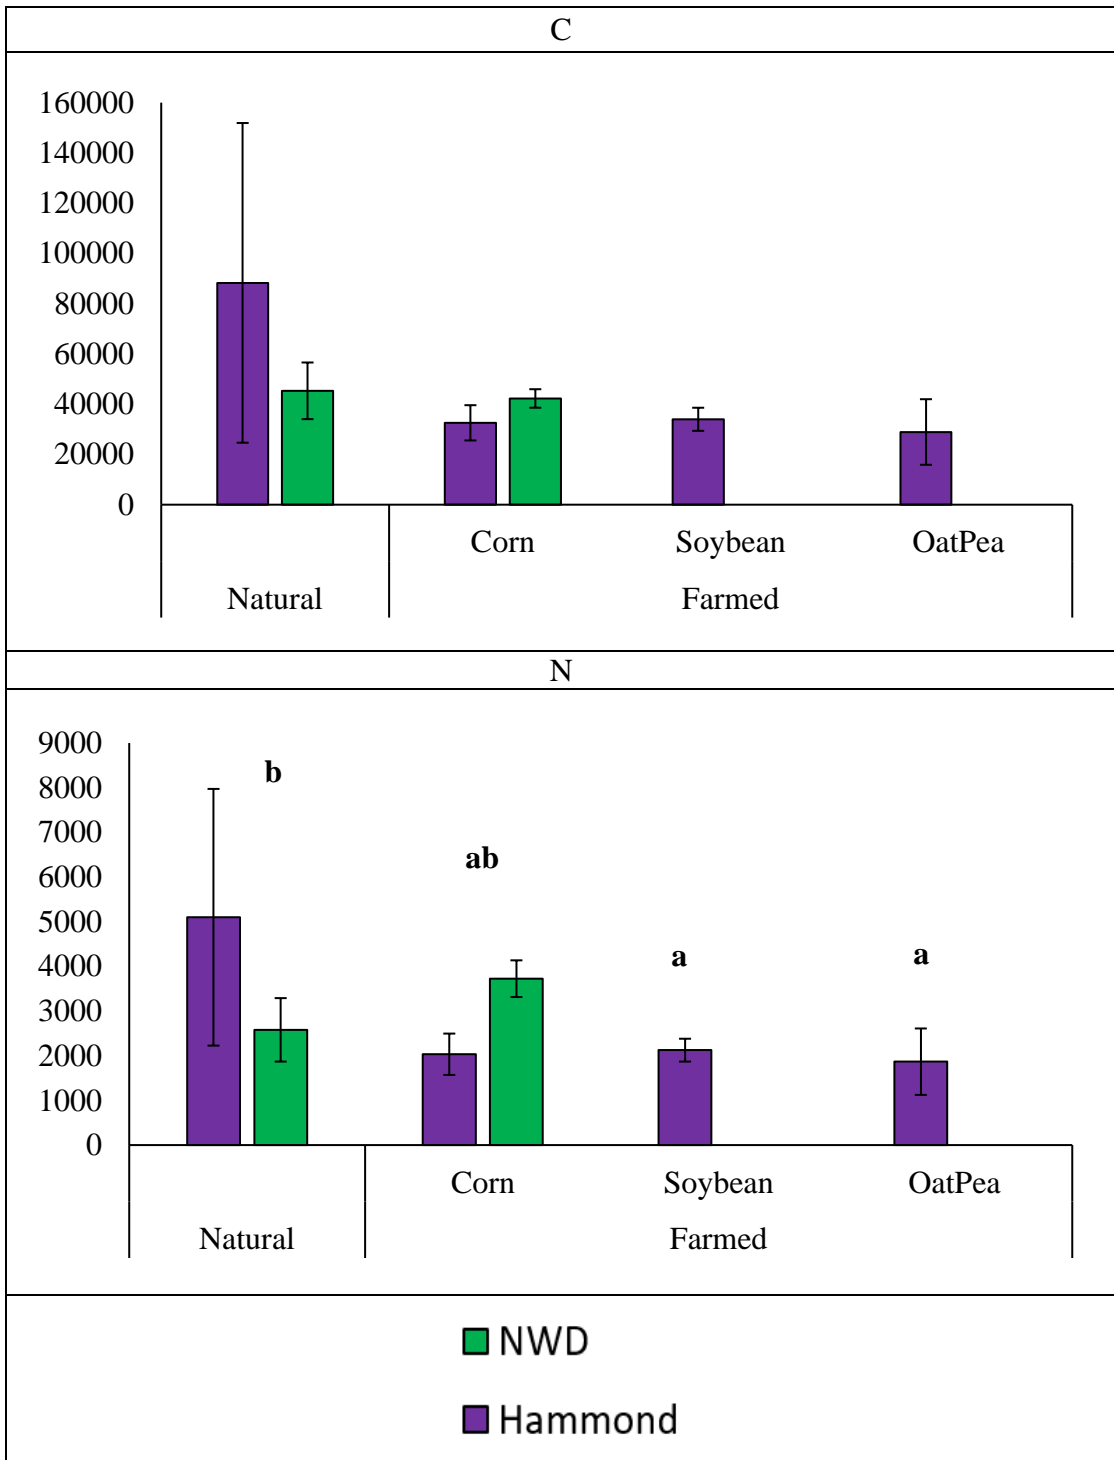 C
160000
140000
120000
100000
80000
60000
40000
20000
0
Corn Soybean OatPea
Natural Farmed
N
9000
8000
7000
6000
5000
4000
3000
2000
1000
0
b
ab
a a
Corn Soybean OatPea
Natural Farmed
NWD
Hammond